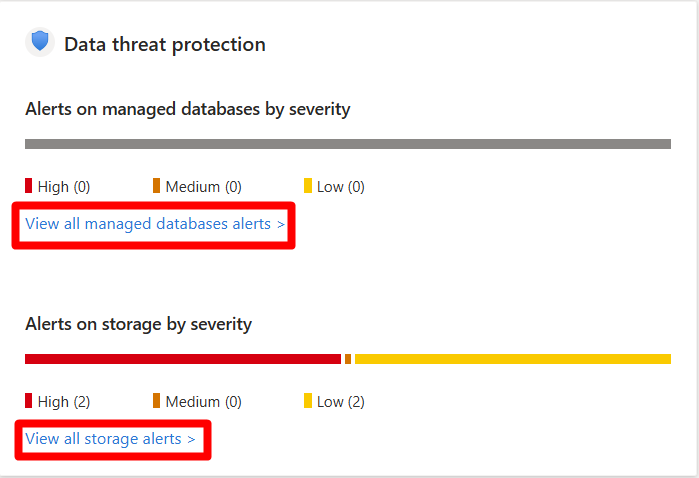 Data threat protection
Alerts on managed databases by severity
High (0) Medium (0) Low (0)
View all managed databases alerts >
Alerts on storage by severity
High (2) Medium (0) Low (2)
View all storage alerts >